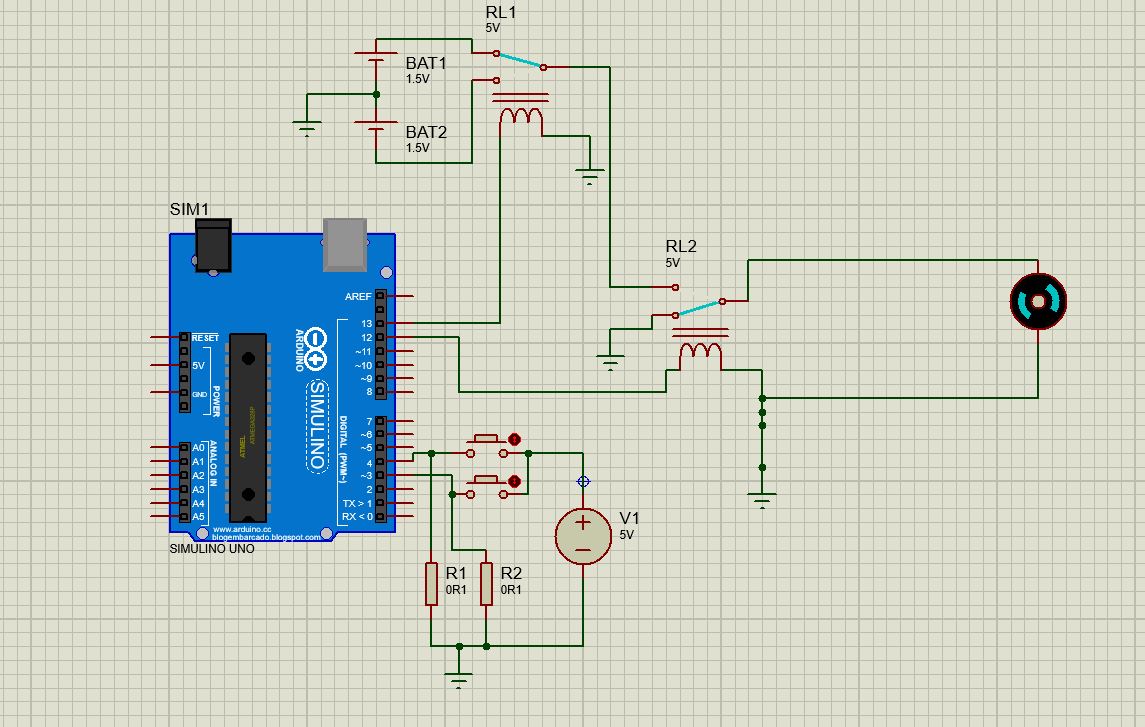 RL1
5V
BAT1
1.5V
BAT2
1.5V
SIM1
RL2
5V
AREF
13
12
~11
~10
~9
8
7
~6
~5
4
~3
2
TX > 1
RX < 0
RESET
5V
GND
POWER
A0
A1
A2
A3
A4
A5
ANALOG IN
ATMEL
ATMEGA328P
ARDUINO
SIMULINO
DIGITAL (PWM~)
www.arduino.cc
blogembarcado.blogspot.com
SIMULINO UNO
V1
5V
R1
0R1
R2
0R1